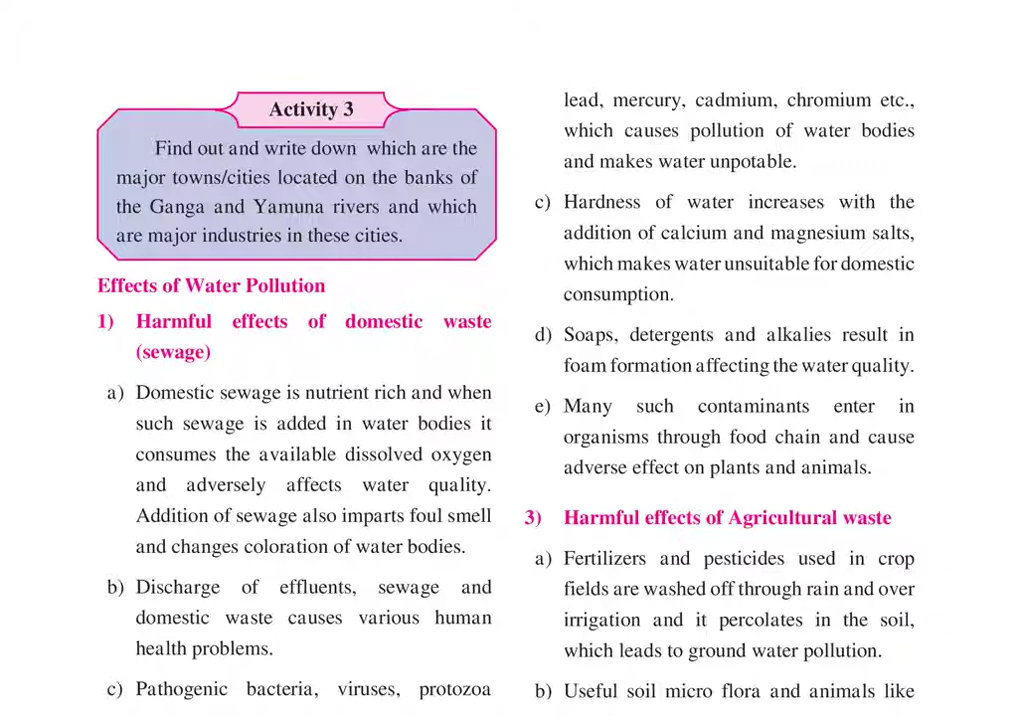 Activity 3
Find out and write down which are the
major towns/cities located on the banks of
the Ganga and Yamuna rivers and which
are major industries in these cities.
Effects of Water Pollution
1) Harmful effects of domestic waste
(sewage)
a) Domestic sewage is nutrient rich and when
such sewage is added in water bodies it
consumes the available dissolved oxygen
and adversely affects water quality.
Addition of sewage also imparts foul smell
and changes coloration of water bodies.
b) Discharge of effluents, sewage and
domestic waste causes various human
health problems.
c) Pathogenic bacteria, viruses, protozoa
lead, mercury, cadmium, chromium etc.,
which causes pollution of water bodies
and makes water unpotable.
c) Hardness of water increases with the
addition of calcium and magnesium salts,
which makes water unsuitable for domestic
consumption.
d) Soaps, detergents and alkalies result in
foam formation affecting the water quality.
e) Many such contaminants enter in
organisms through food chain and cause
adverse effect on plants and animals.
3) Harmful effects of Agricultural waste
a) Fertilizers and pesticides used in crop
fields are washed off through rain and over
irrigation and it percolates in the soil,
which leads to ground water pollution.
b) Useful soil micro flora and animals like